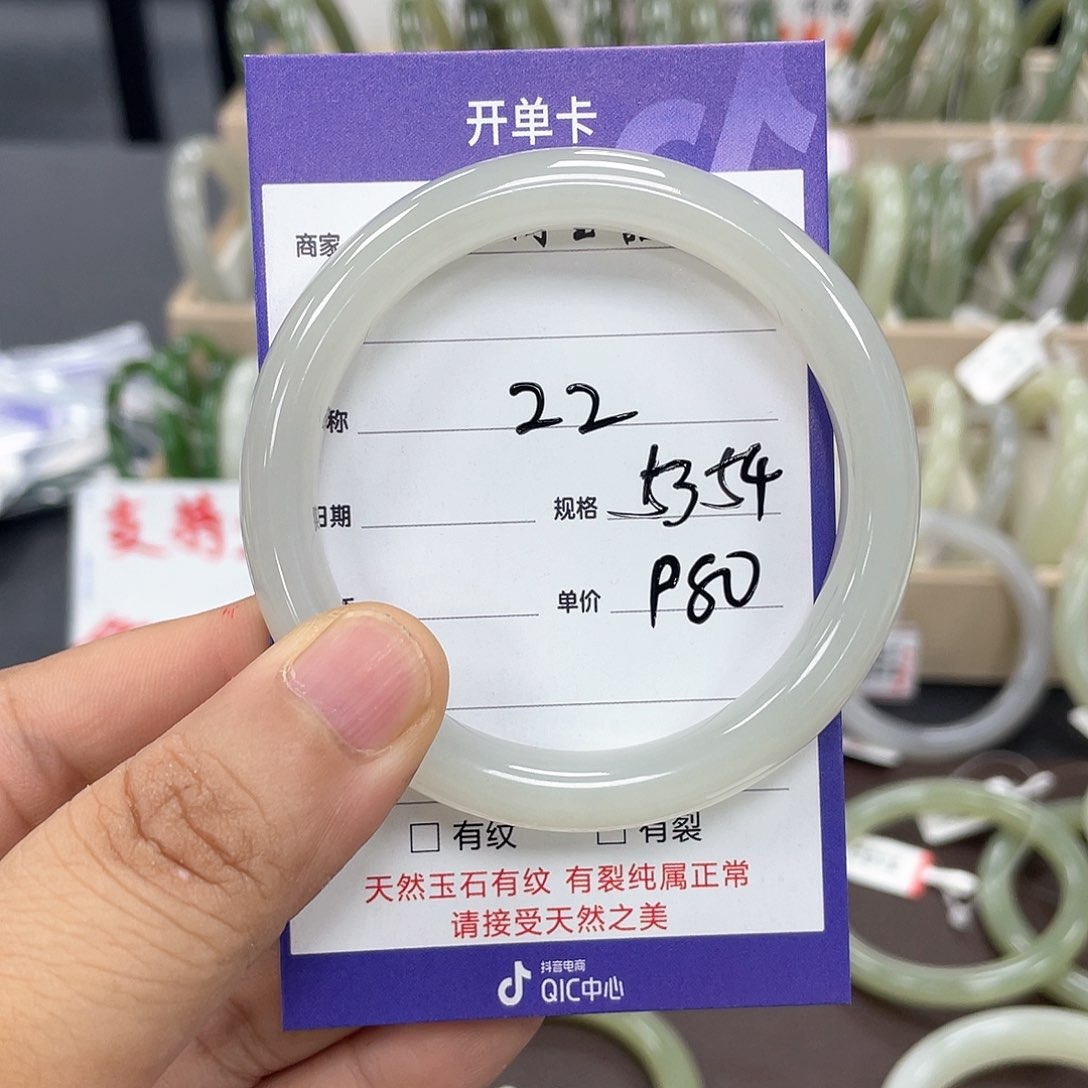 开单卡
商家
称 22
日期 规格 5354
单价 P80
□ 有纹 □ 有裂
天然玉石有纹 有裂纯属正常
请接受天然之美
抖音电商
QIC中心